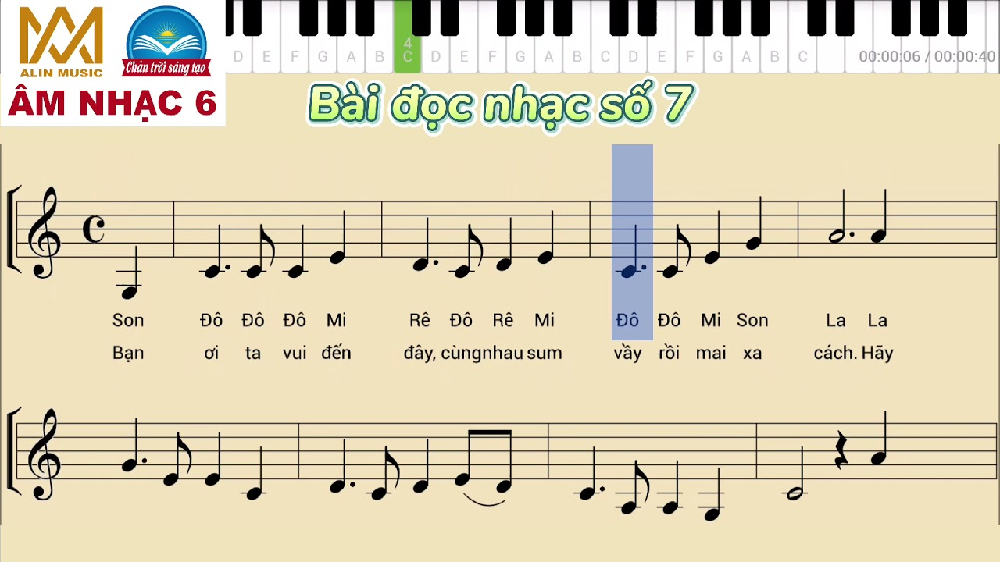 ALIN MUSIC
Chân trời sáng tạo
ÂM NHẠC 6
D E F G A B 4 C D E F G A B C D E F G A B C
00:00:06 / 00:00:40
Bài đọc nhạc số 7
Son Đô Đô Đô Mi Rê Đô Rê Mi Đô Đô Mi Son La La
Bạn ơi ta vui đến đây, cùngnhau sum vầy rồi mai xa cách. Hãy